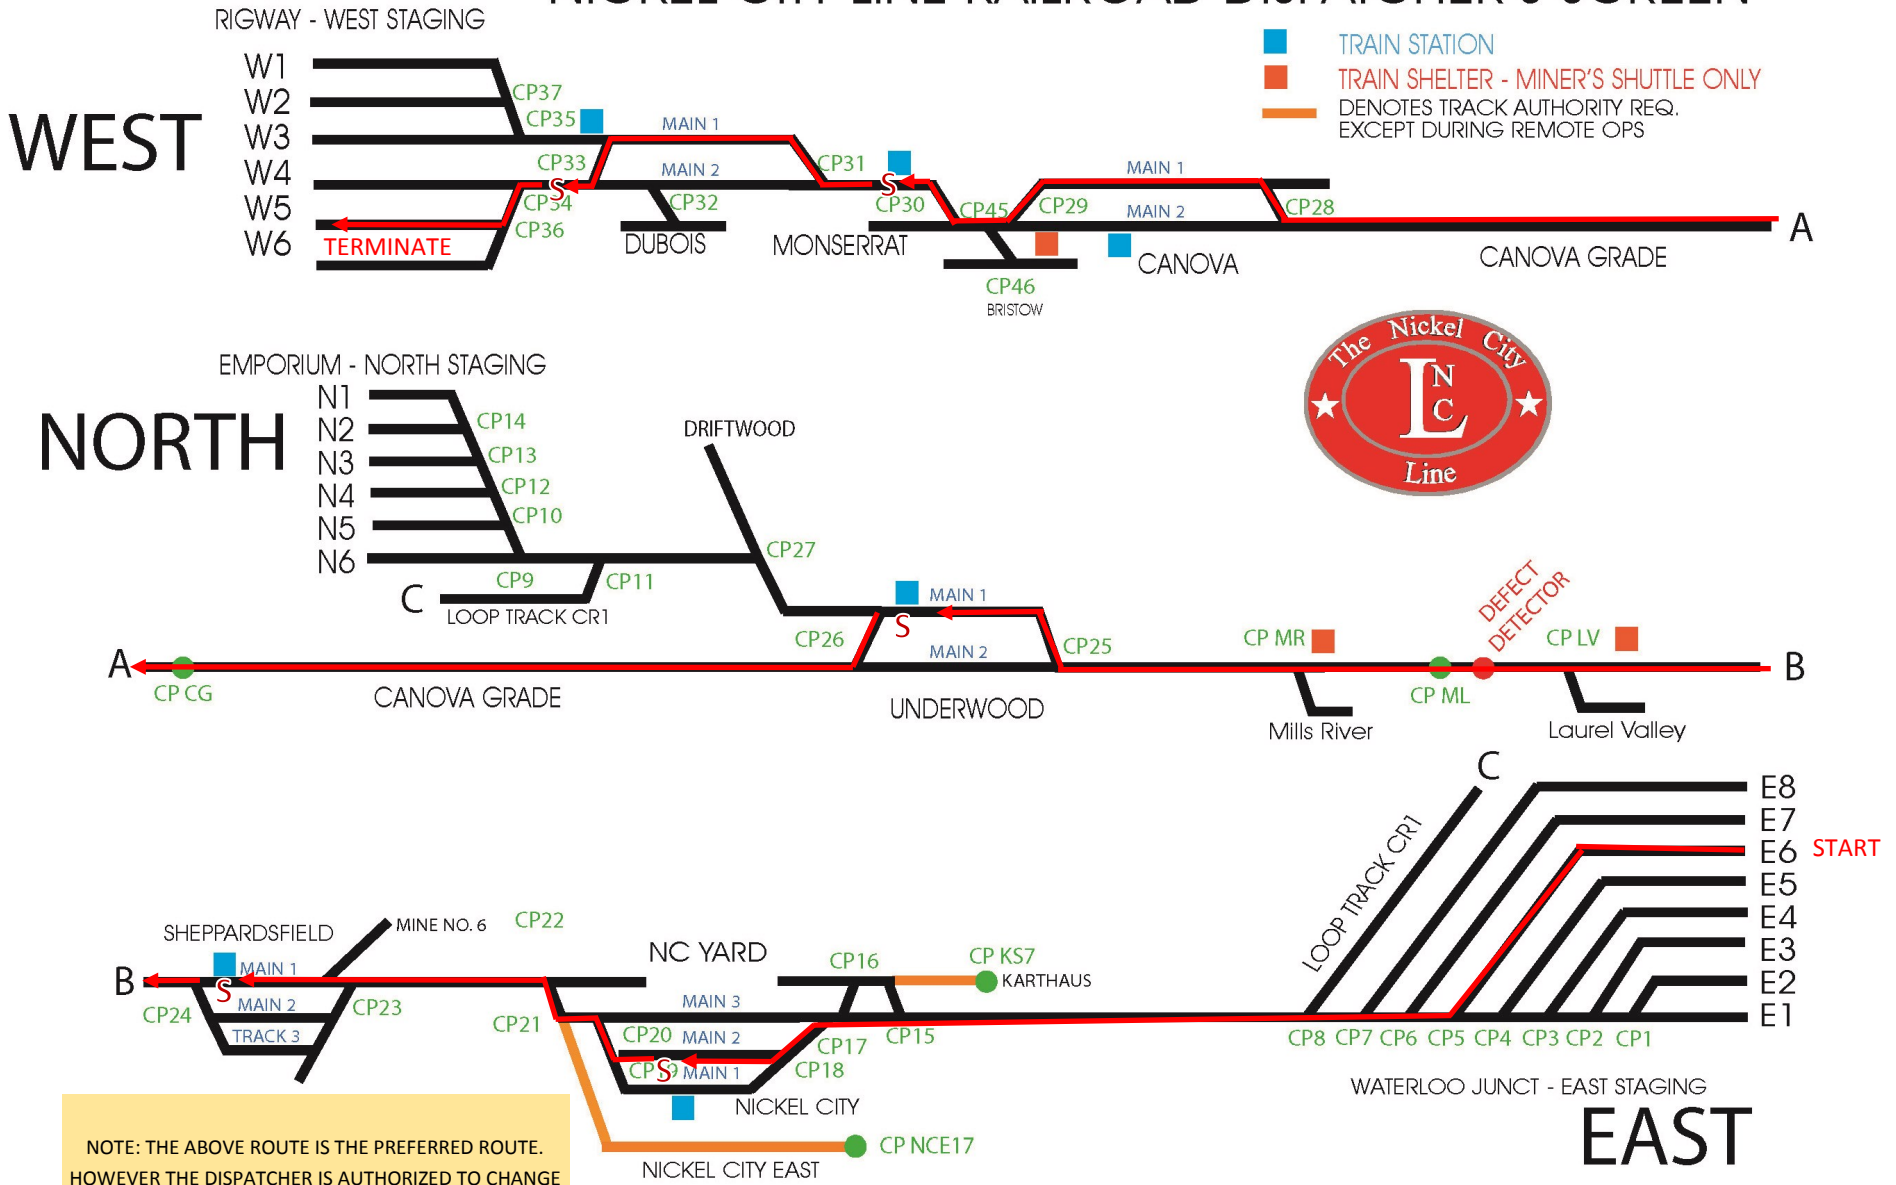 NICKEL CITY LINE RAILROAD DISPATCHER'S SCREEN
RIGWAY - WEST STAGING
TRAIN STATION
TRAIN SHELTER - MINER'S SHUTTLE ONLY
DENOTES TRACK AUTHORITY REQ.
EXCEPT DURING REMOTE OPS
WEST
W1
W2
W3
W4
W5
W6
CP37
CP35
CP33
CP34
CP36
S
TERMINATE
MAIN 1
MAIN 2
CP32
DUBOIS
CP31
S
CP30
MONSERRAT
CP45
CP46
BRISTOW
CP29
MAIN 1
MAIN 2
CANOVA
CP28
CANOVA GRADE
A
The Nickel City
L N C
Line
EMPORIUM - NORTH STAGING
NORTH
N1
N2
N3
N4
N5
N6
CP14
CP13
CP12
CP10
CP9
CP11
C
LOOP TRACK CR1
DRIFTWOOD
CP27
A
CP CG
CANOVA GRADE
CP26
S
MAIN 1
MAIN 2
CP25
UNDERWOOD
CP MR
Mills River
CP ML
DEFECT
DETECTOR
CP LV
Laurel Valley
B
SHEPPARDSFIELD
MINE NO. 6
CP22
B
CP24
S
MAIN 1
MAIN 2
TRACK 3
CP23
CP21
NC YARD
MAIN 3
CP20
MAIN 2
CP19
S
MAIN 1
NICKEL CITY
CP18
CP17
CP16
CP15
CP KS7
KARTHAUS
NICKEL CITY EAST
CP NCE17
C
LOOP TRACK CR1
E8
E7
E6
START
E5
E4
E3
E2
E1
CP8
CP7
CP6
CP5
CP4
CP3
CP2
CP1
WATERLOO JUNCT - EAST STAGING
EAST
NOTE: THE ABOVE ROUTE IS THE PREFERRED ROUTE.
HOWEVER THE DISPATCHER IS AUTHORIZED TO CHANGE